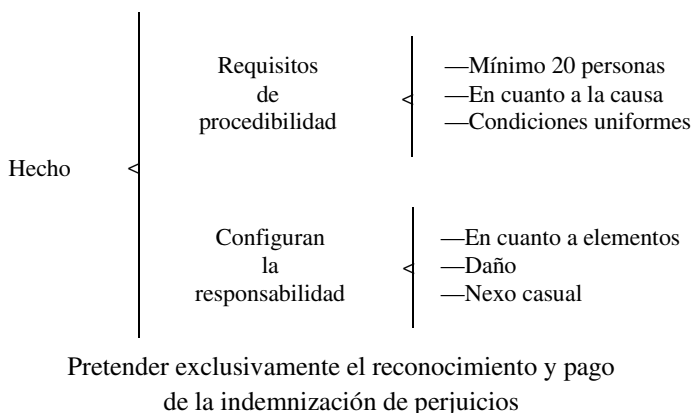 Hecho
Requisitos
de
procedibilidad
—Mínimo 20 personas
—En cuanto a la causa
—Condiciones uniformes
Configuran
la
responsabilidad
—En cuanto a elementos
—Daño
—Nexo casual
Pretender exclusivamente el reconocimiento y pago
de la indemnización de perjuicios